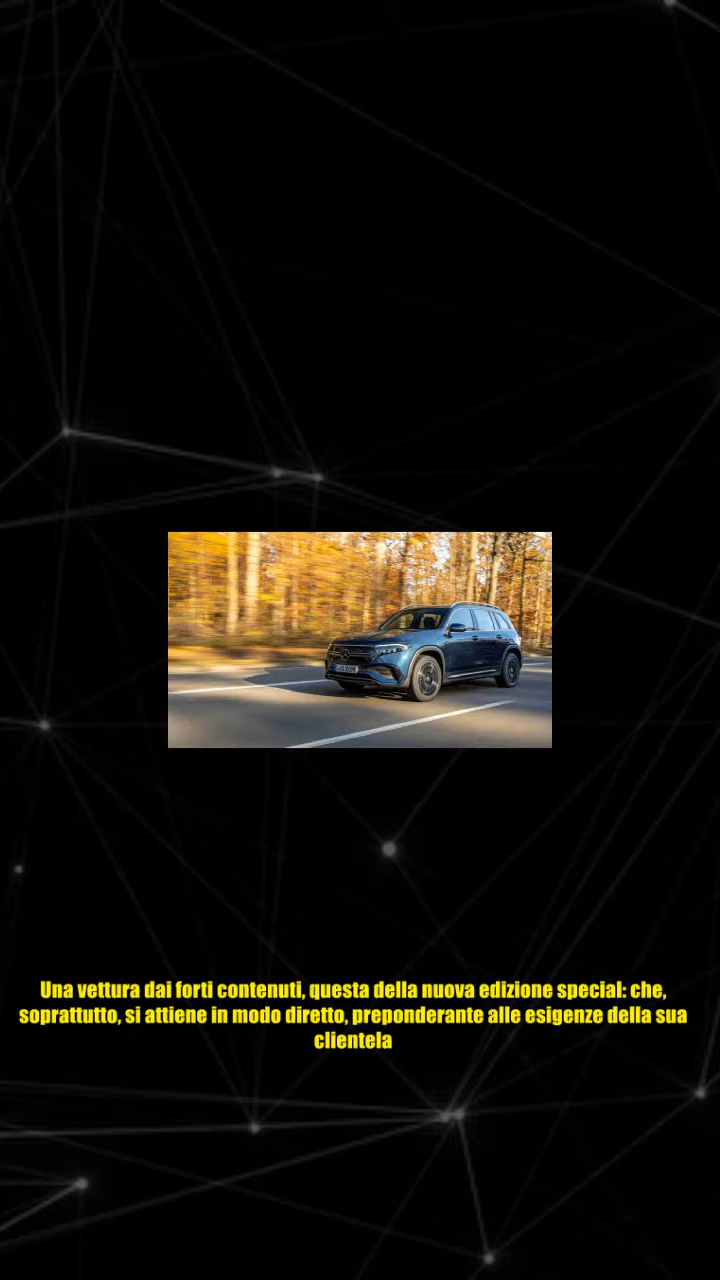 Una vettura dai forti contenuti, questa della nuova edizione special: che,
soprattutto, si attiene in modo diretto, preponderante alle esigenze della sua
clientela